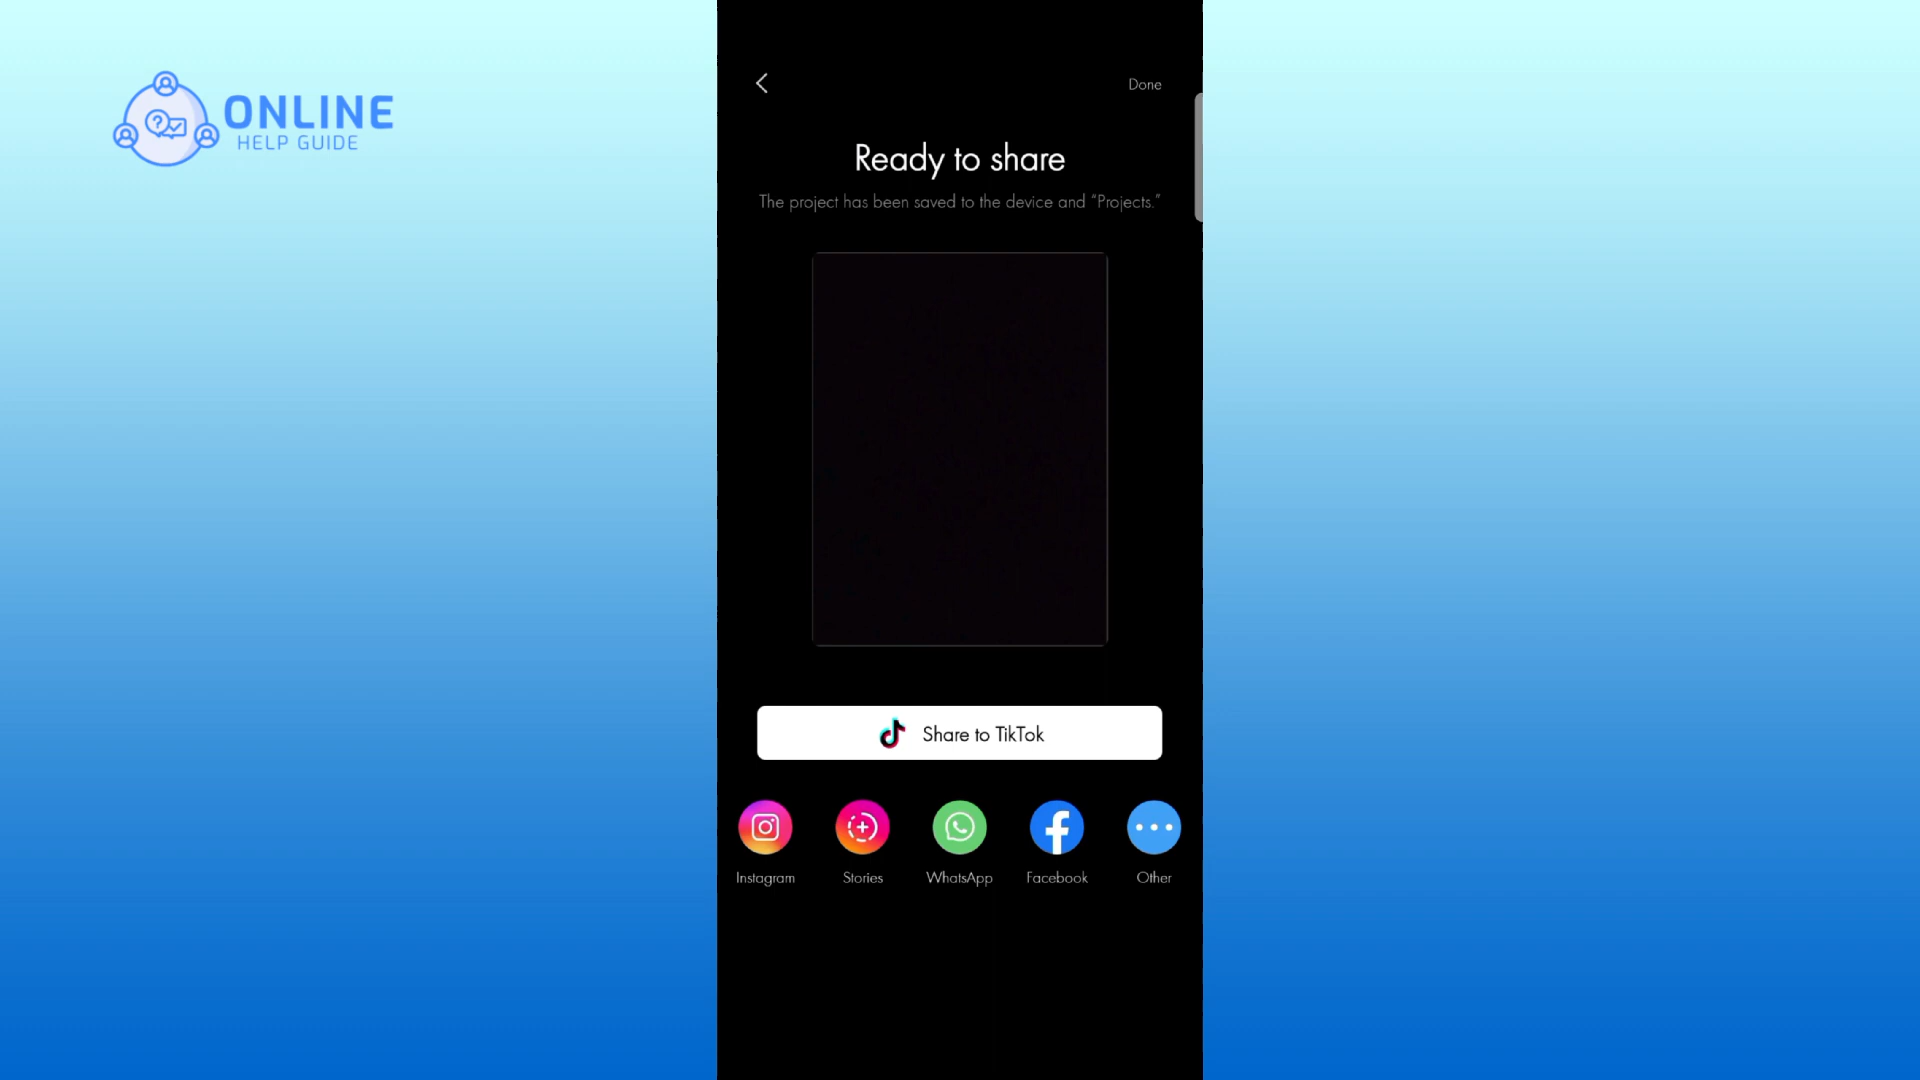 ONLINE
HELP GUIDE
Done
Ready to share
The project has been saved to the device and “Projects.”
Share to TikTok
Instagram
Stories
WhatsApp
Facebook
Other